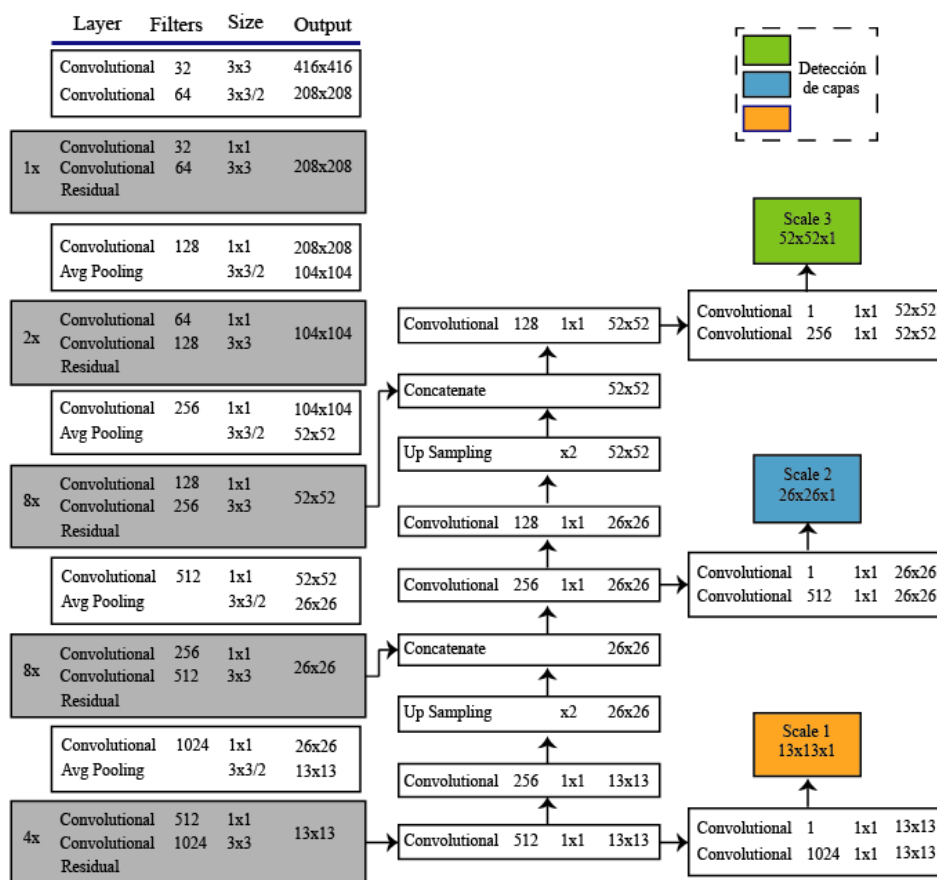 Layer Filters Size Output
Convolutional 32 3x3 416x416
Convolutional 64 3x3/2 208x208
Convolutional 32 1x1
1x Convolutional 64 3x3 208x208
Residual
Convolutional 128 1x1 208x208
Avg Pooling 3x3/2 104x104
Convolutional 64 1x1
2x Convolutional 128 3x3 104x104
Residual
Convolutional 256 1x1 104x104
Avg Pooling 3x3/2 52x52
Convolutional 128 1x1
8x Convolutional 256 3x3 52x52
Residual
Convolutional 512 1x1 52x52
Avg Pooling 3x3/2 26x26
Convolutional 256 1x1
8x Convolutional 512 3x3 26x26
Residual
Convolutional 1024 1x1 26x26
Avg Pooling 3x3/2 13x13
Convolutional 512 1x1
4x Convolutional 1024 3x3 13x13
Residual
Convolutional 128 1x1 52x52
Concatenate 52x52
Up Sampling x2 52x52
Convolutional 128 1x1 26x26
Convolutional 256 1x1 26x26
Concatenate 26x26
Up Sampling x2 26x26
Convolutional 256 1x1 13x13
Convolutional 512 1x1 13x13
Detección
de capas
Scale 3
52x52x1
Convolutional 1 1x1 52x52
Convolutional 256 1x1 52x52
Scale 2
26x26x1
Convolutional 1 1x1 26x26
Convolutional 512 1x1 26x26
Scale 1
13x13x1
Convolutional 1 1x1 13x13
Convolutional 1024 1x1 13x13